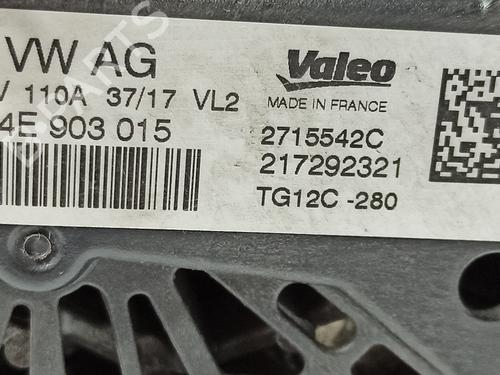 VW AG
V 110A 37/17 VL2
4E 903 015
Valeo
MADE IN FRANCE
2715542C
217292321
TG12C -280